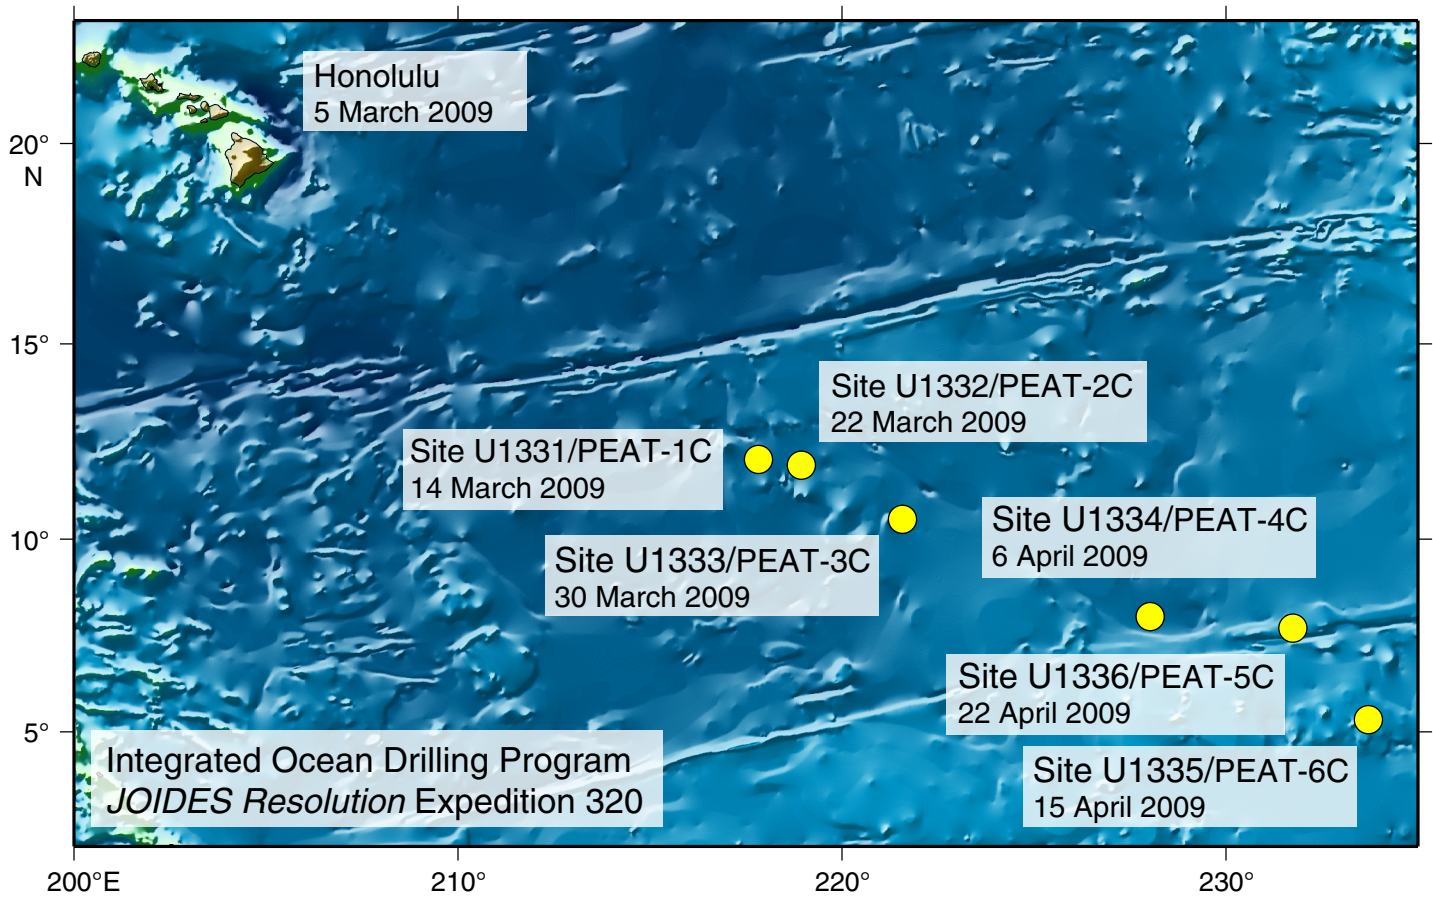 Honolulu
5 March 2009
20°
N
15°
Site U1332/PEAT-2C
22 March 2009
Site U1331/PEAT-1C
14 March 2009
Site U1334/PEAT-4C
6 April 2009
10°
Site U1333/PEAT-3C
30 March 2009
Site U1336/PEAT-5C
22 April 2009
5°
Integrated Ocean Drilling Program
JOIDES Resolution Expedition 320
Site U1335/PEAT-6C
15 April 2009
200°E
210°
220°
230°